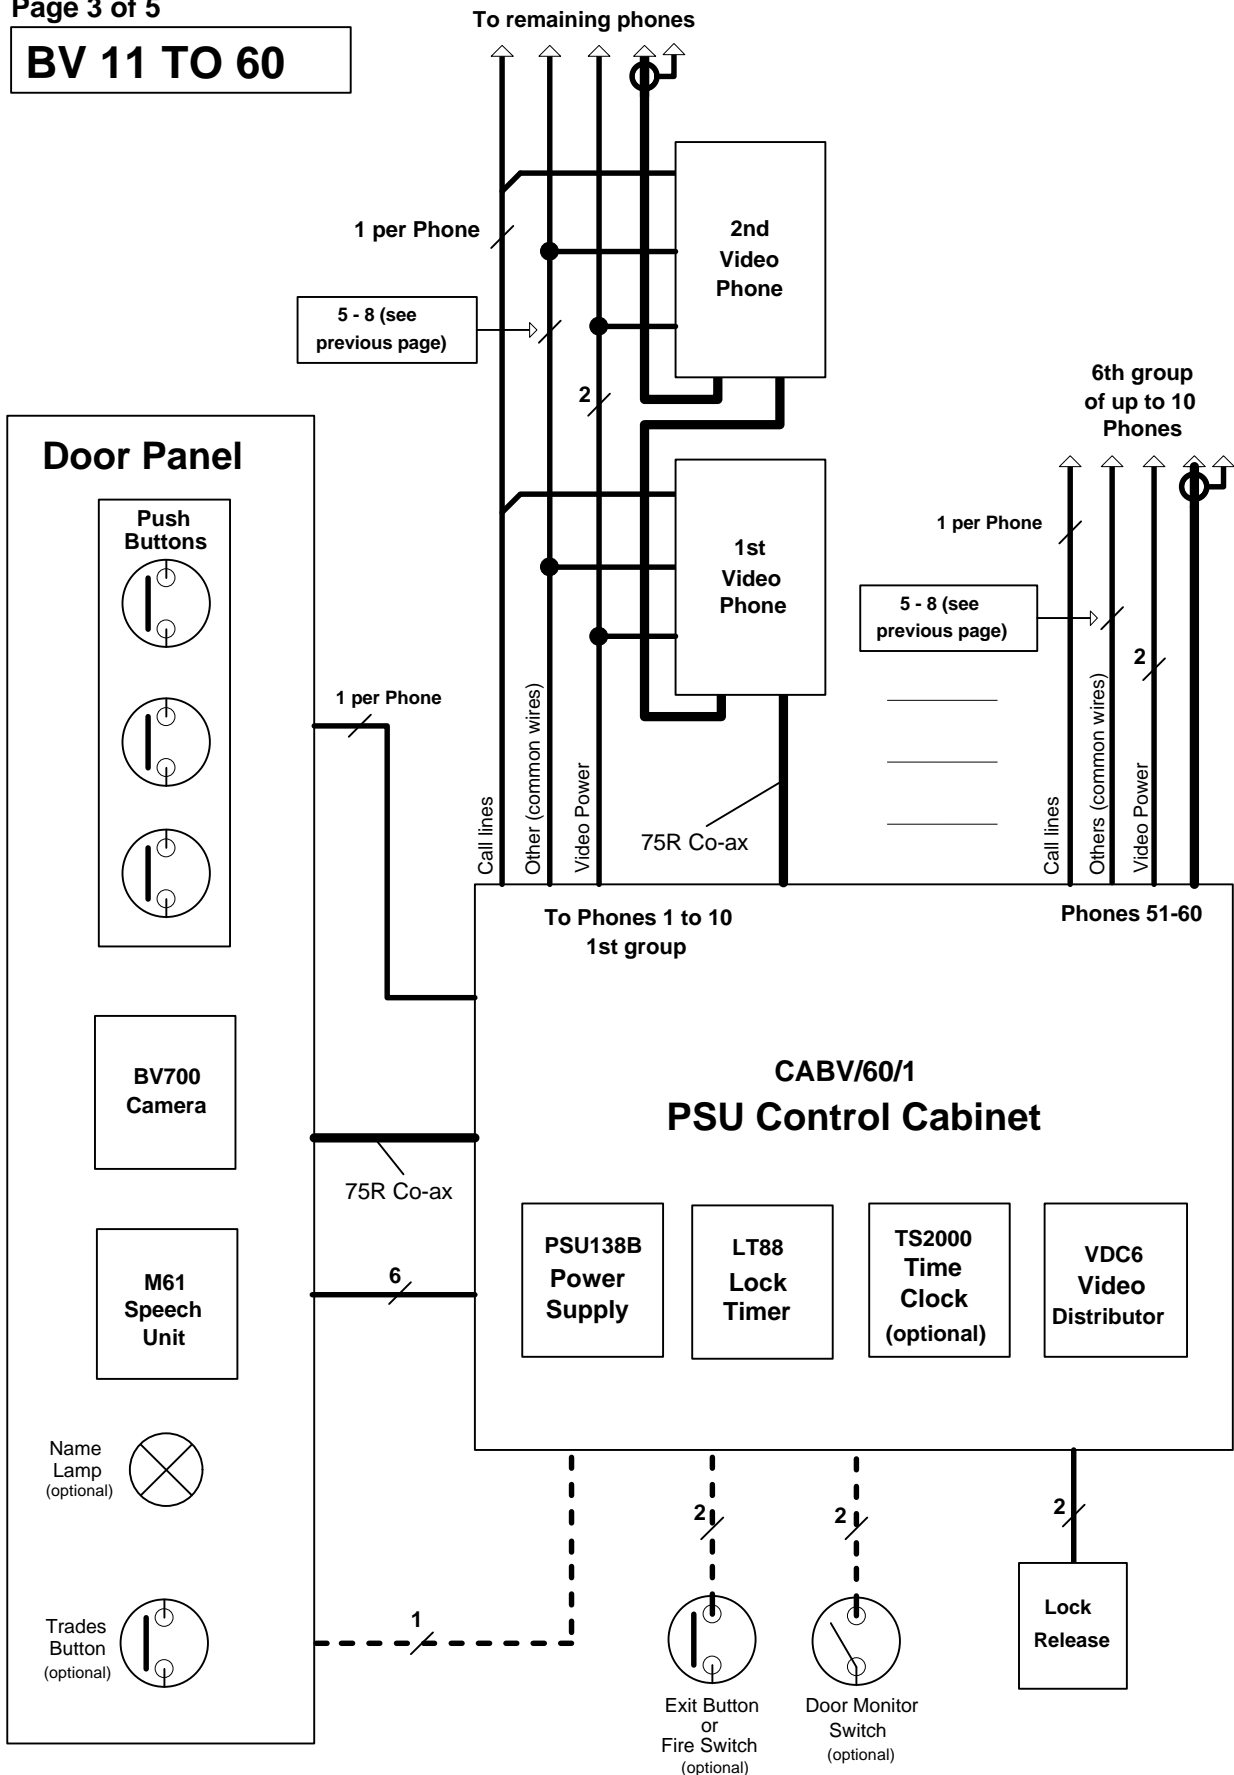 Page 3 of 5
BV 11 TO 60
To remaining phones
1 per Phone
2nd
Video
Phone
5 - 8 (see
previous page)
2
6th group
of up to 10
Phones
Door Panel
Push
Buttons
1st
Video
Phone
1 per Phone
5 - 8 (see
previous page)
2
1 per Phone
Call lines
Other (common wires)
Video Power
75R Co-ax
Call lines
Others (common wires)
Video Power
To Phones 1 to 10
1st group
Phones 51-60
BV700
Camera
CABV/60/1
PSU Control Cabinet
75R Co-ax
M61
Speech
Unit
6
PSU138B
Power
Supply
LT88
Lock
Timer
TS2000
Time
Clock
(optional)
VDC6
Video
Distributor
Name
Lamp
(optional)
2
2
2
Trades
Button
(optional)
1
Lock
Release
Exit Button
or
Fire Switch
(optional)
Door Monitor
Switch
(optional)